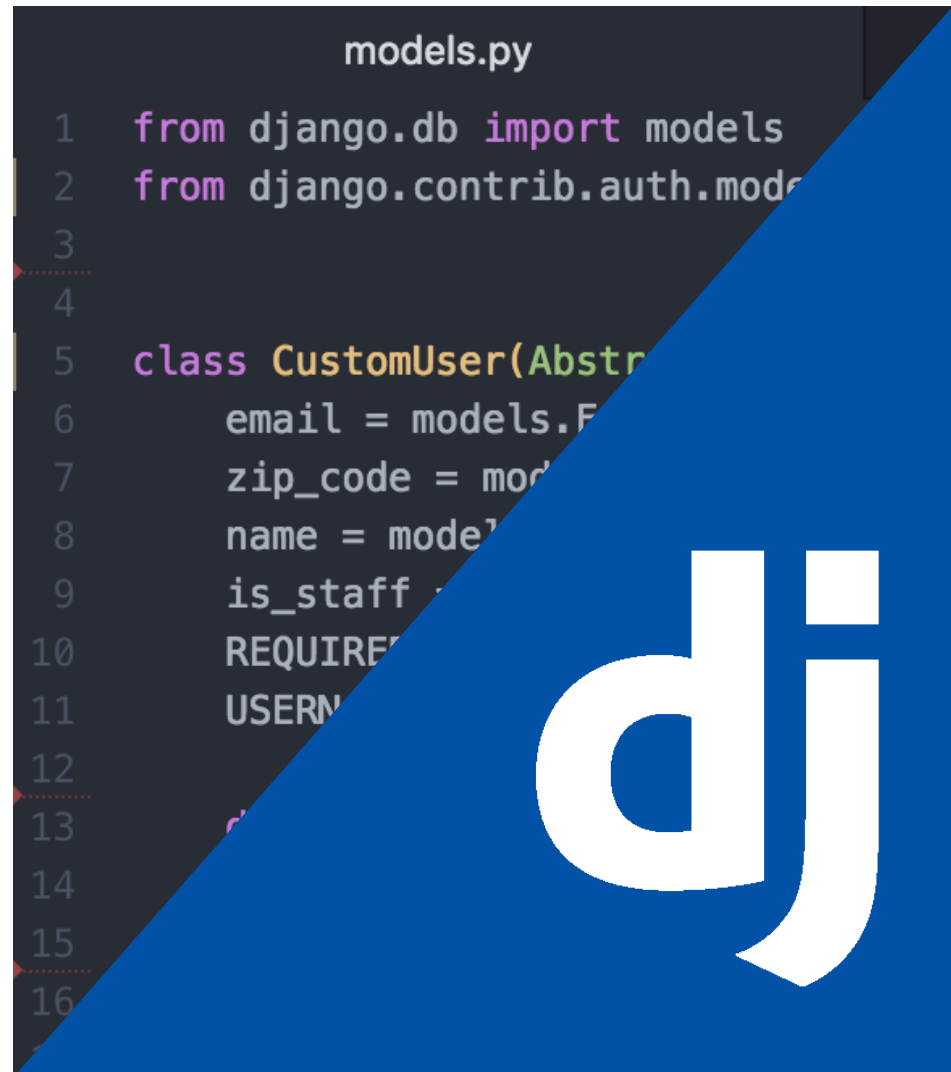 models.py
1 from django.db import models
2 from django.contrib.auth.mode
3
4
5 class CustomUser(Abstr
6 email = models.E
7 zip_code = mod
8 name = model
9 is_staff
10 REQUIRE
11 USERN
12
13 d
14
15
16
dj